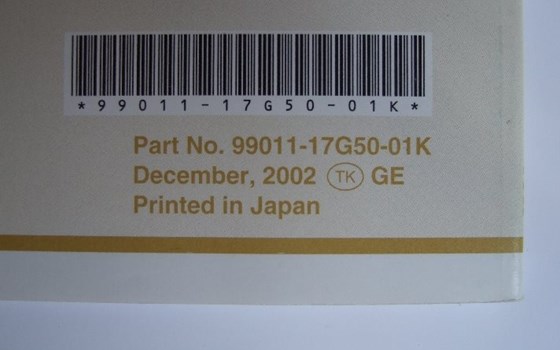 *99011-17G50-01K*
Part No. 99011-17G50-01K
December, 2002 TK GE
Printed in Japan